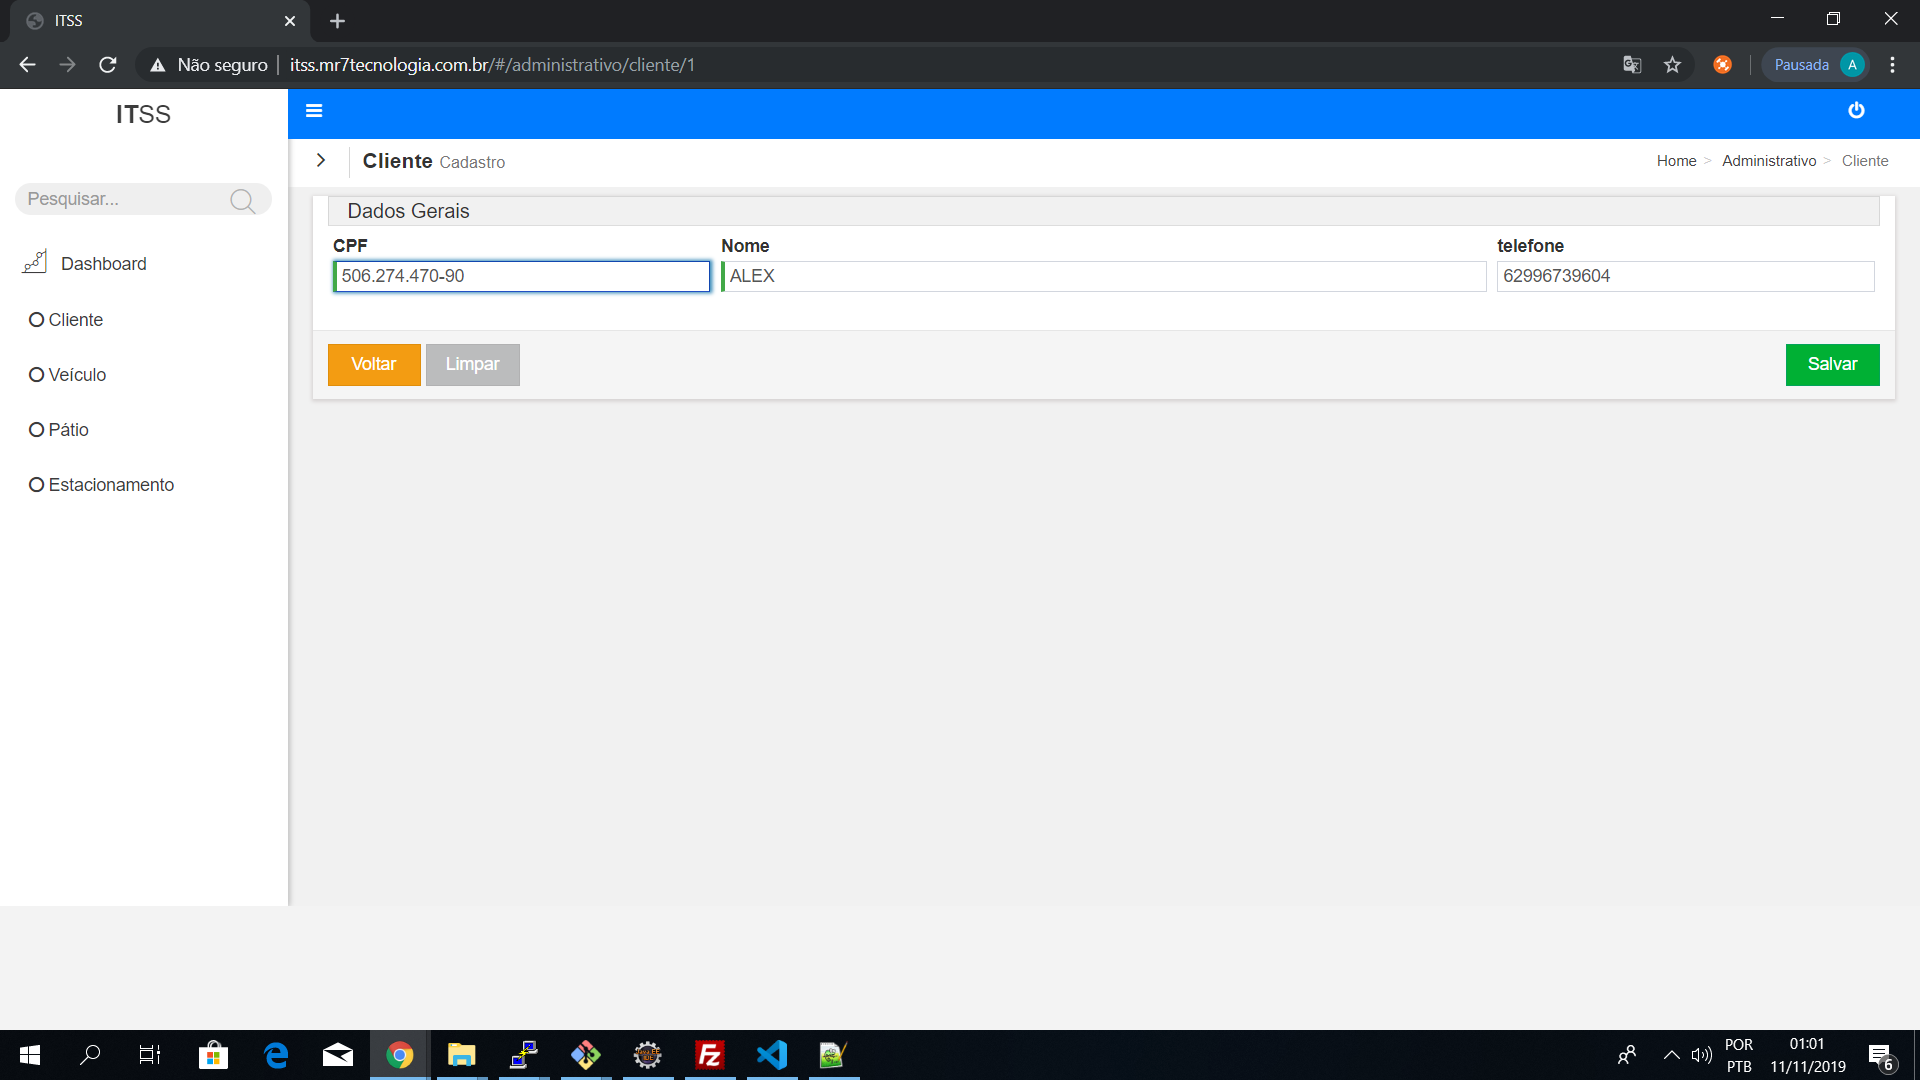 ITSS
Não seguro
itss.mr7tecnologia.com.br/#/administrativo/cliente/1
Pausada
A
ITSS
Cliente Cadastro
Home > Administrativo > Cliente
Pesquisar...
Dados Gerais
CPF
Nome
telefone
506.274.470-90
ALEX
62996739604
Dashboard
Cliente
Voltar
Limpar
Salvar
Veículo
Pátio
Estacionamento
POR
PTB
01:01
11/11/2019
6